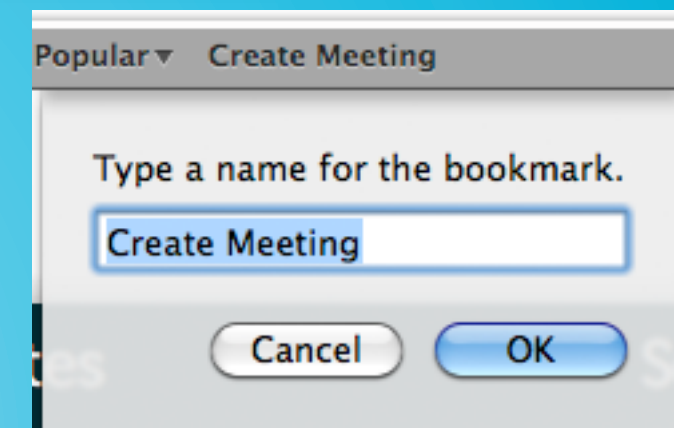 Popular▾ Create Meeting
Type a name for the bookmark.
Create Meeting
Cancel OK